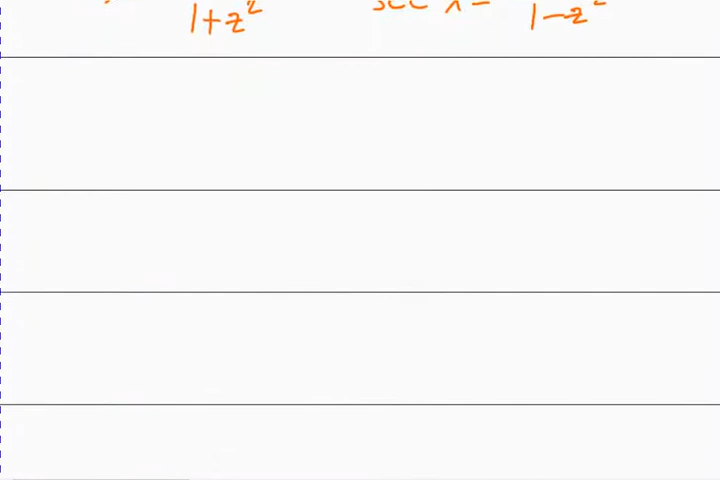 sec x =
1+z² 1-z²